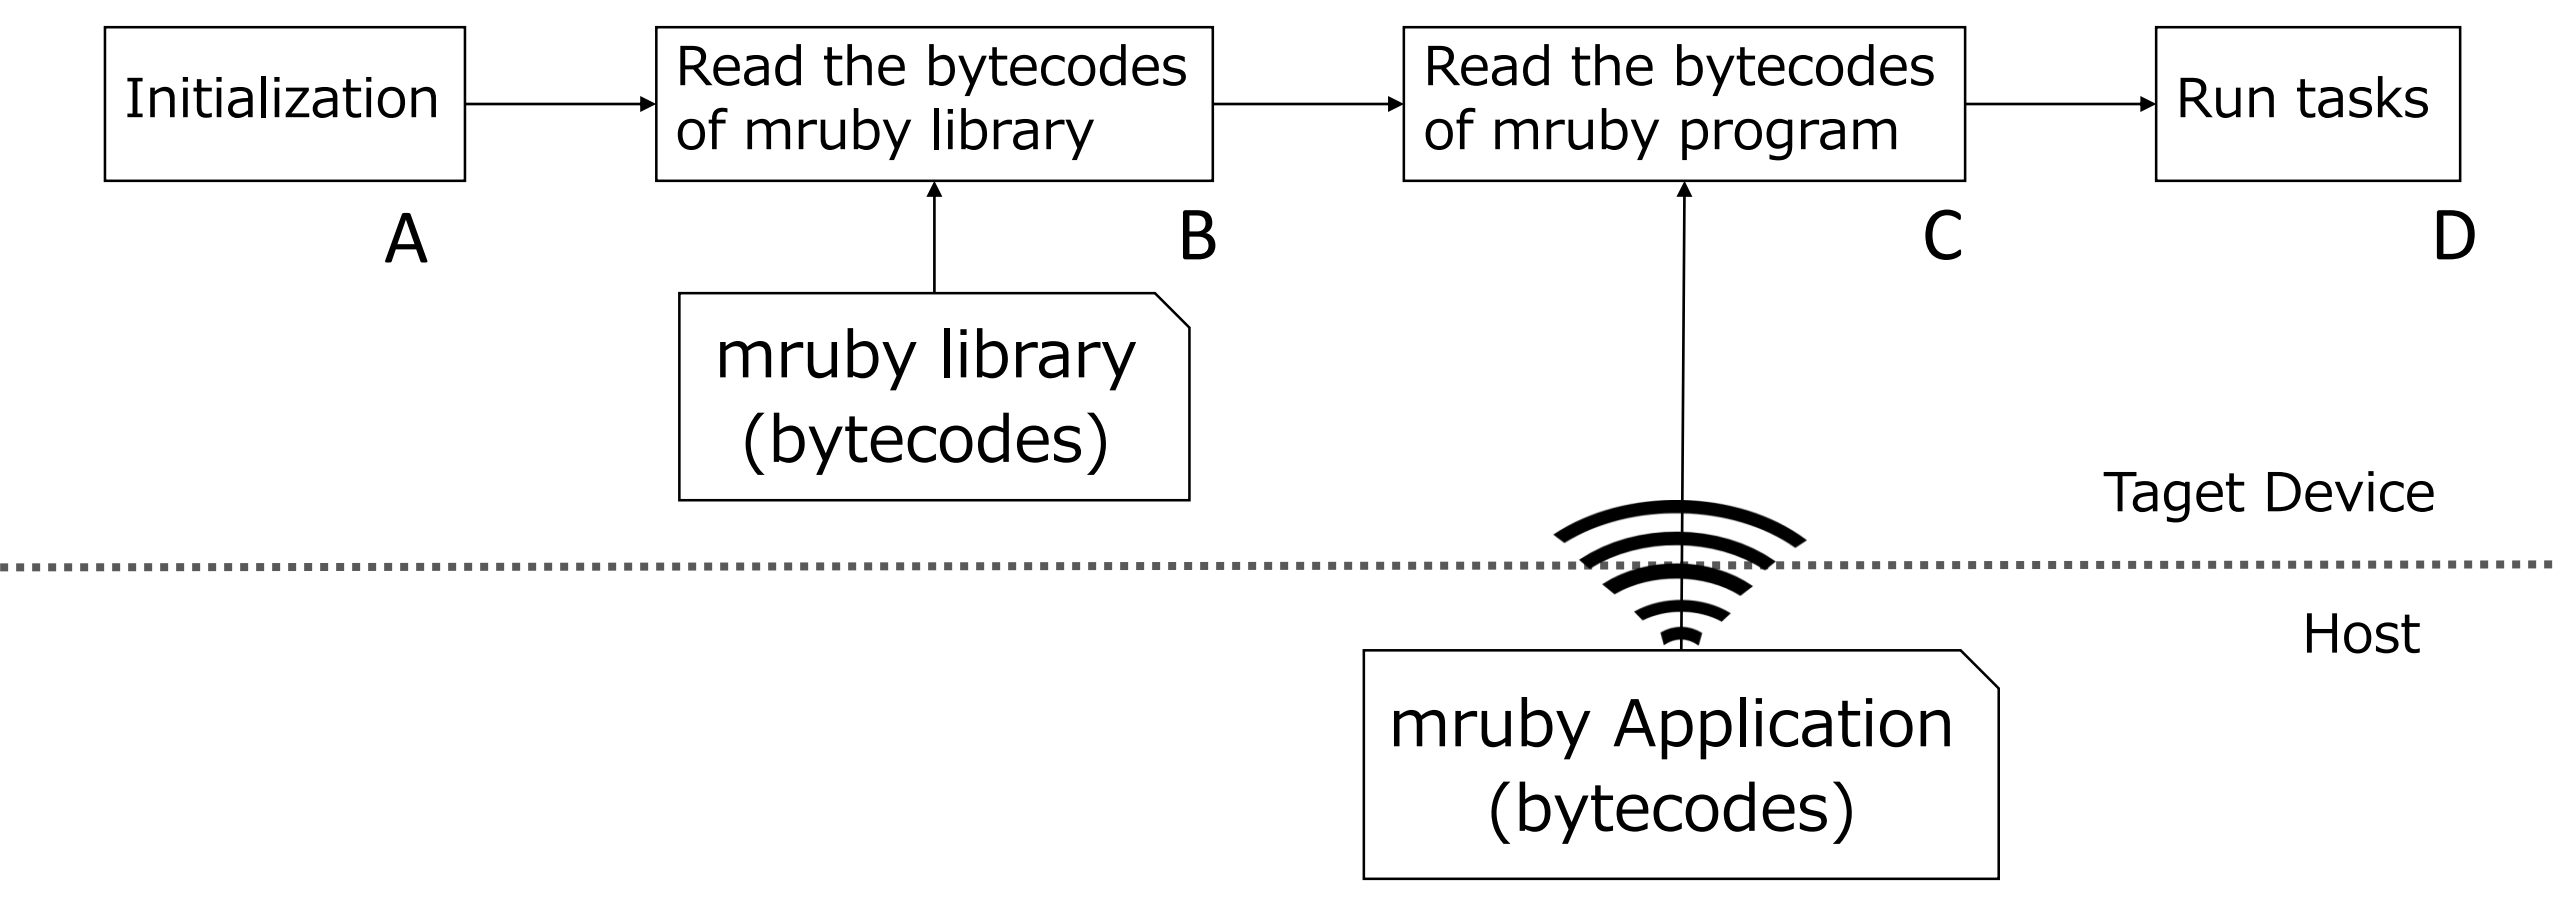 Initialization
Read the bytecodes
of mruby library
Read the bytecodes
of mruby program
Run tasks
A
B
C
D
mruby library
(bytecodes)
Taget Device
Host
mruby Application
(bytecodes)